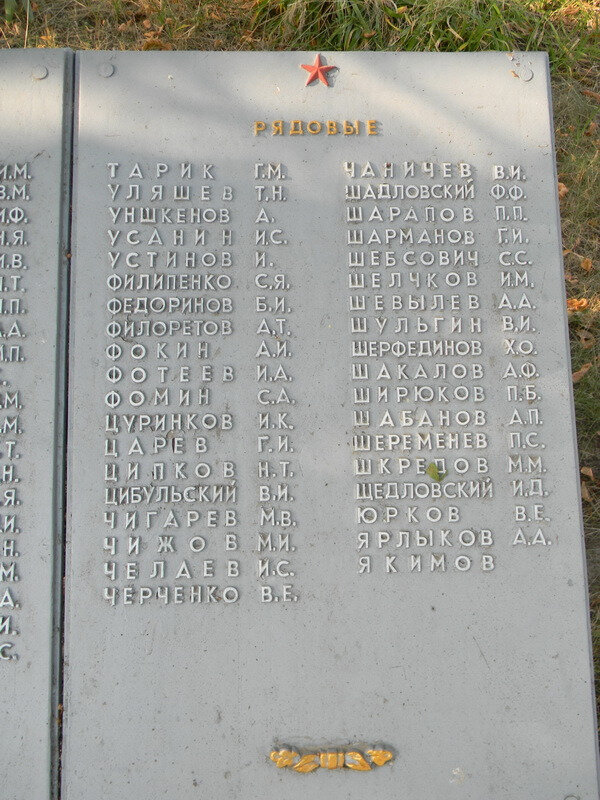 РЯДОВЫЕ
ТАРИК Г.М.
УЛЯШЕВ Т.Н.
УНШКЕНОВ А.
УСАНИН И.С.
УСТИНОВ И.
ФИЛИПЕНКО С.Я.
ФЕДОРИНОВ Б.И.
ФИЛОРЕТОВ А.Т.
ФОКИН А.И.
ФОТЕЕВ И.А.
ФОМИН С.А.
ЦУРИНКОВ И.К.
ЦАРЕВ Г.И.
ЦИПКОВ Н.Т.
ЦИБУЛЬСКИЙ В.И.
ЧИГАРЕВ М.В.
ЧИЖОВ М.И.
ЧЕЛАЕВ И.С.
ЧЕРЧЕНКО В.Е.
ЧАНИЧЕВ В.И.
ШАДЛОВСКИЙ Ф.Ф.
ШАРАПОВ П.П.
ШАРМАНОВ Г.И.
ШЕБСОВИЧ С.С.
ШЕЛЧКОВ И.М.
ШЕВЫЛЕВ А.А.
ШУЛЬГИН В.И.
ШЕРФЕДИНОВ Х.О.
ШАКАЛОВ А.Ф.
ШИРЮКОВ П.Б.
ШАБАНОВ А.П.
ШЕРЕМЕНЕВ П.С.
ШКРЕДОВ М.М.
ЩЕДЛОВСКИЙ И.Д.
ЮРКОВ В.Е.
ЯРЛЫКОВ А.А.
ЯКИМОВ